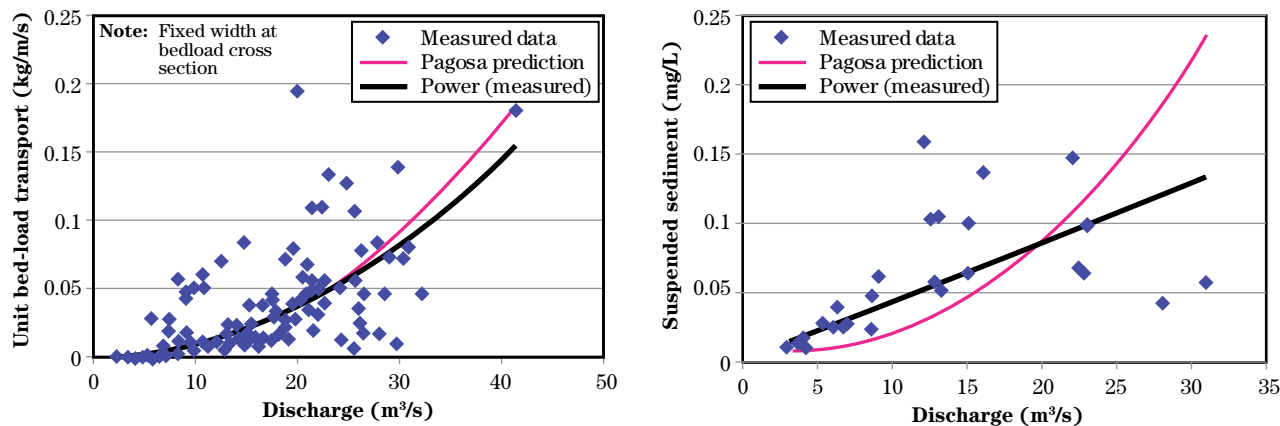 Unit bed-load transport (kg/m/s)
0.25
0.2
0.15
0.1
0.05
0
Note: Fixed width at
bedload cross
section
Measured data
Pagosa prediction
Power (measured)
0 10 20 30 40 50
Discharge (m³/s)
Suspended sediment (mg/L)
0.25
0.2
0.15
0.1
0.05
0
Measured data
Pagosa prediction
Power (measured)
0 5 10 15 20 25 30 35
Discharge (m³/s)